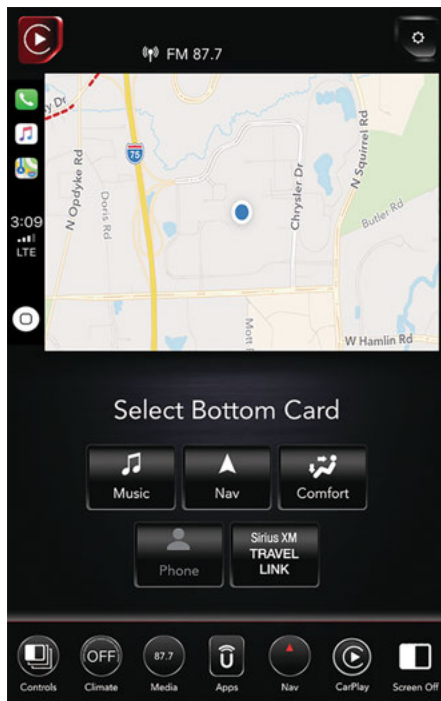 FM 87.7
y Dr
75
N Opdyke Rd
Doris Rd
Chrysler Dr
N Squirrel Rd
Butler Rd
3:09
LTE
Mott
W Hamlin Rd
Select Bottom Card
Music
Nav
Comfort
Phone
Sirius XM
TRAVEL
LINK
OFF
87.7
Controls
Climate
Media
Apps
Nav
CarPlay
Screen Off